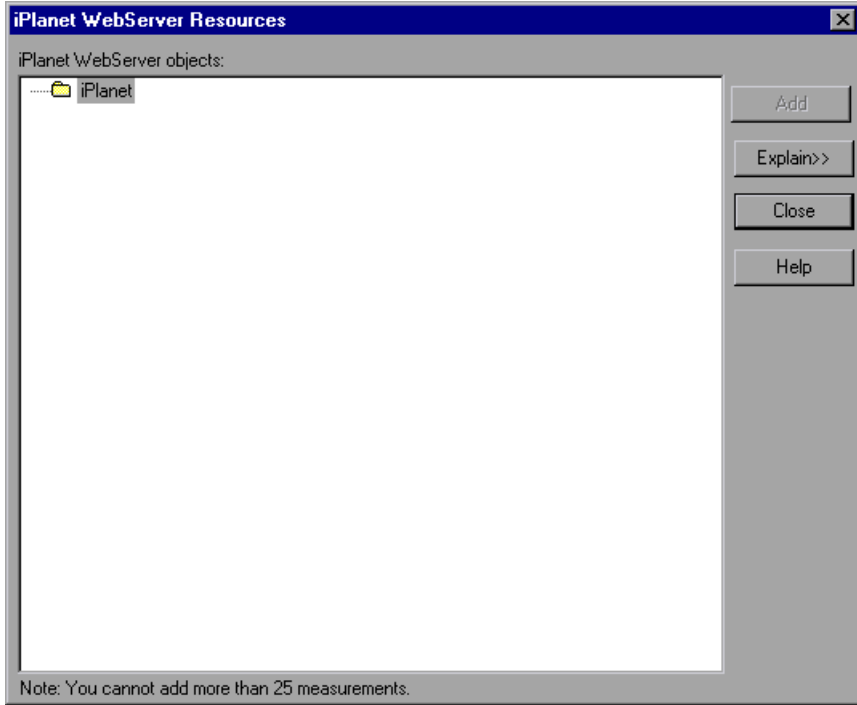 iPlanet WebServer Resources
iPlanet WebServer objects:
iPlanet
Add
Explain>>
Close
Help
Note: You cannot add more than 25 measurements.